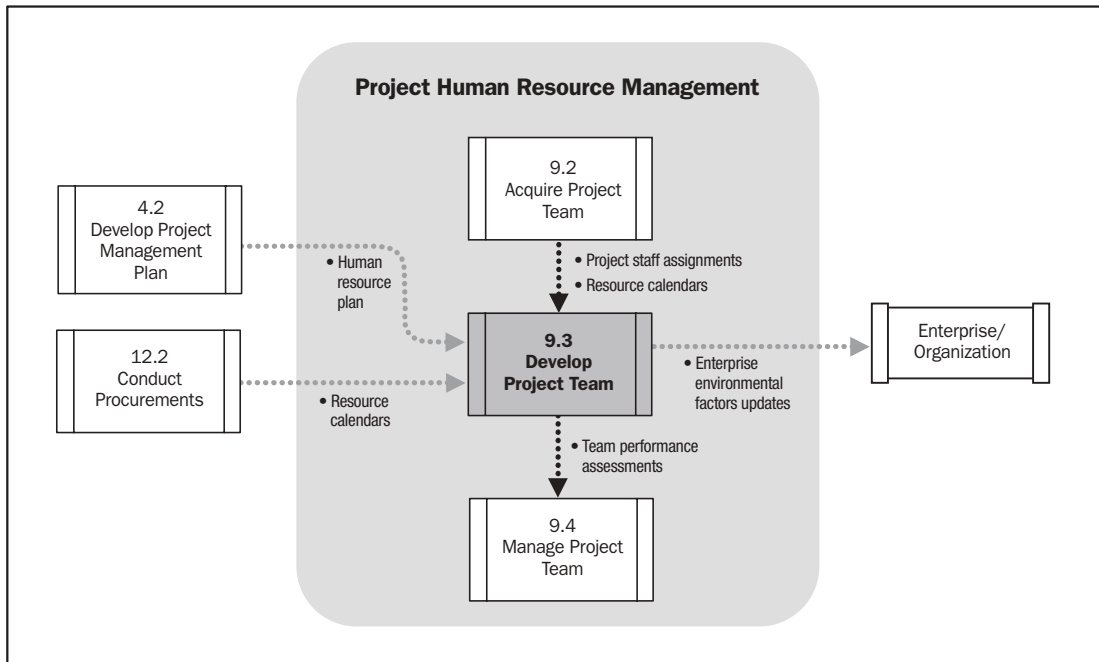 Project Human Resource Management
9.2
Acquire Project
Team
4.2
Develop Project
Management
Plan
• Human
resource
plan
• Project staff assignments
• Resource calendars
12.2
Conduct
Procurements
• Resource
calendars
9.3
Develop
Project Team
• Enterprise
environmental
factors updates
Enterprise/
Organization
• Team performance
assessments
9.4
Manage Project
Team